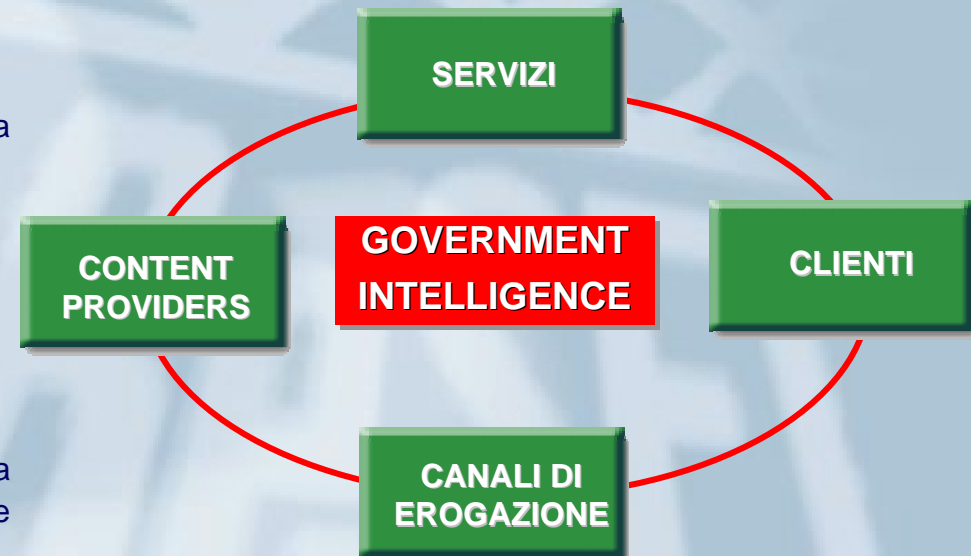 SERVIZI
a
GOVERNMENT
INTELLIGENCE
CONTENT
PROVIDERS
CLIENTI
a
e
CANALI DI
EROGAZIONE